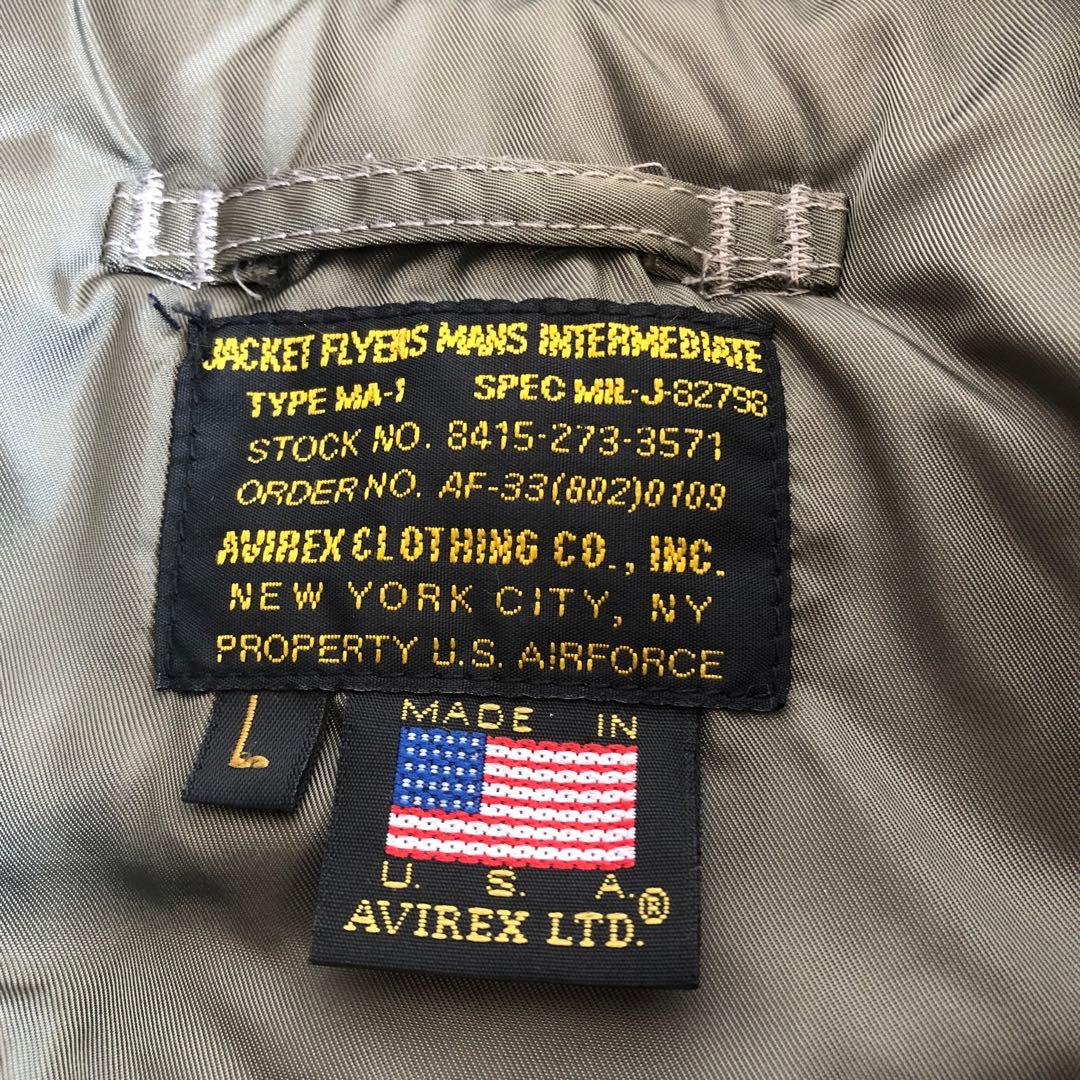 JACKET FLYERS MANS INTERMEDIATE
TYPE MA-1 SPEC MIL-J-82798
STOCK NO. 8415-273-3571
ORDER NO. AF-33(802)0109
AVIREX CLOTHING CO., INC.
NEW YORK CITY, NY
PROPERTY U.S. AIRFORCE
L
MADE IN
U. S. A.
AVIREX LTD.®